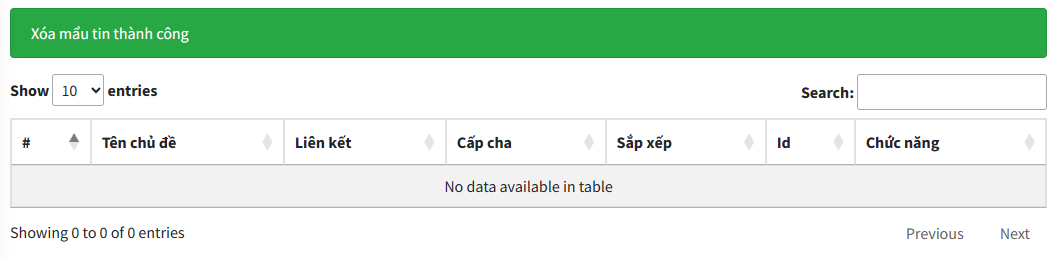 Xóa mẩu tin thành công
Show 10 entries Search:
# Tên chủ đề Liên kết Cấp cha Sắp xếp Id Chức năng
No data available in table
Showing 0 to 0 of 0 entries Previous Next